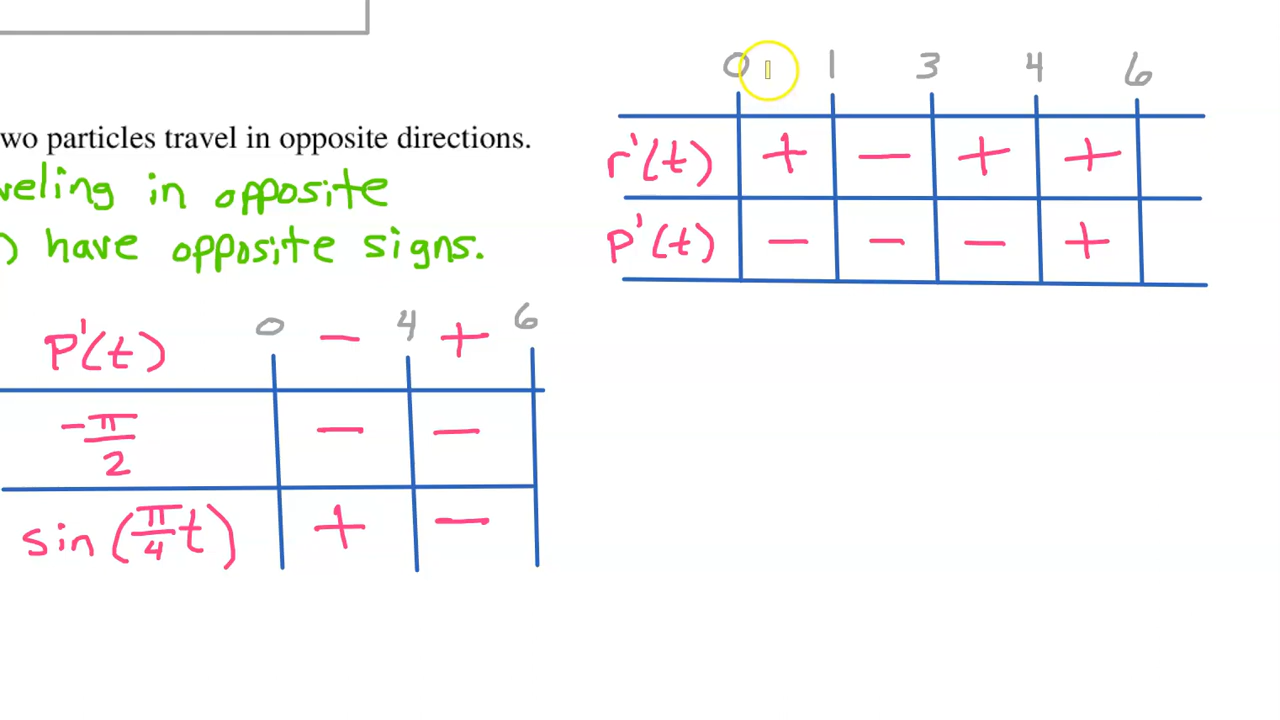 wo particles travel in opposite directions.
veling in opposite
) have opposite signs.
p'(t) 0 − 4 + 6
−π/2 − −
sin(π/4 t) + −
0 1 3 4 6
r'(t) + − + +
p'(t) − − − +